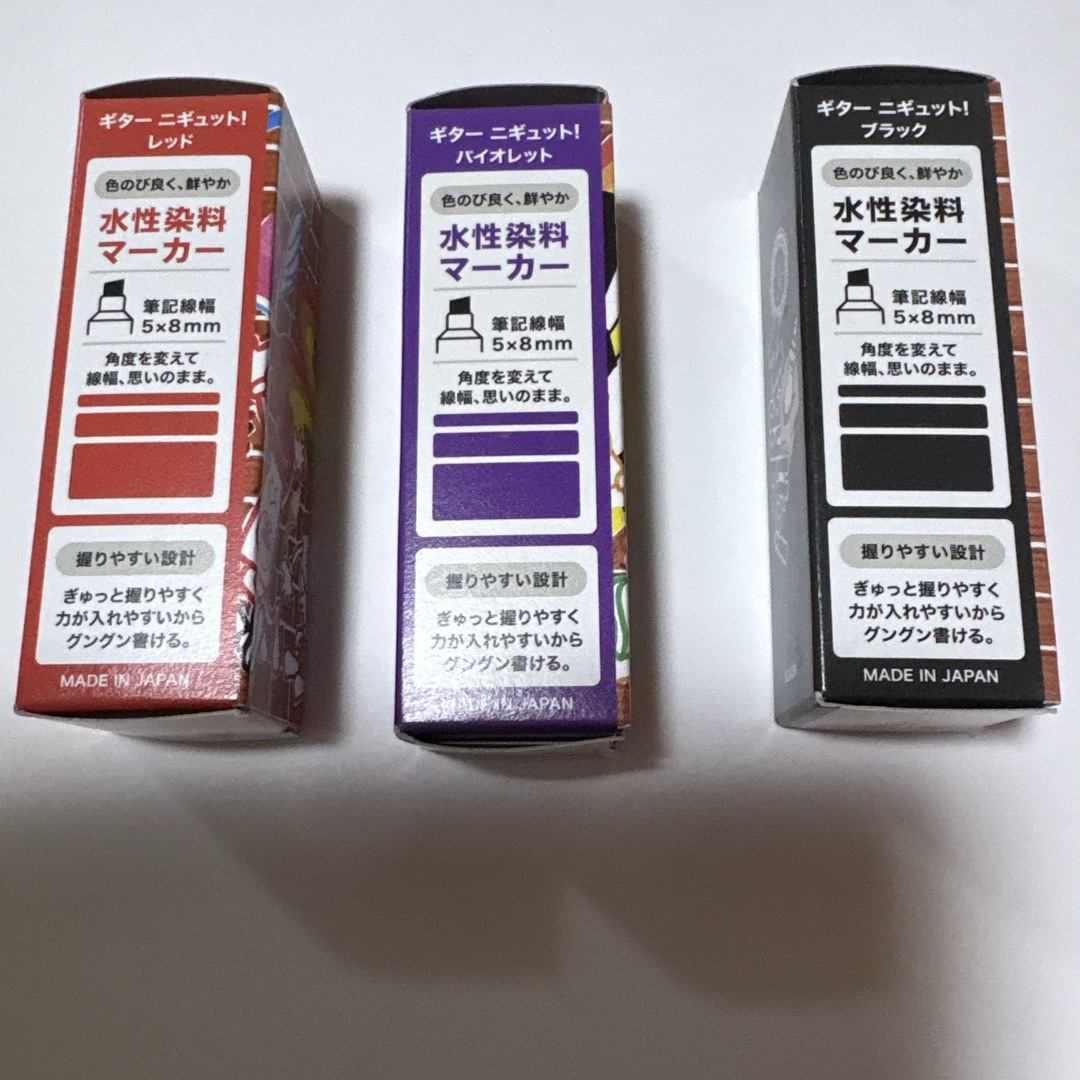 ギター ニギュット!
レッド
色のび良く、鮮やか
水性染料
マーカー
筆記線幅
5×8mm
角度を変えて
線幅、思いのまま。
握りやすい設計
ぎゅっと握りやすく
力が入れやすいから
グングン書ける。
MADE IN JAPAN
ギター ニギュット!
バイオレット
色のび良く、鮮やか
水性染料
マーカー
筆記線幅
5×8mm
角度を変えて
線幅、思いのまま。
握りやすい設計
ぎゅっと握りやすく
力が入れやすいから
グングン書ける。
MADE IN JAPAN
ギター ニギュット!
ブラック
色のび良く、鮮やか
水性染料
マーカー
筆記線幅
5×8mm
角度を変えて
線幅、思いのまま。
握りやすい設計
ぎゅっと握りやすく
力が入れやすいから
グングン書ける。
MADE IN JAPAN